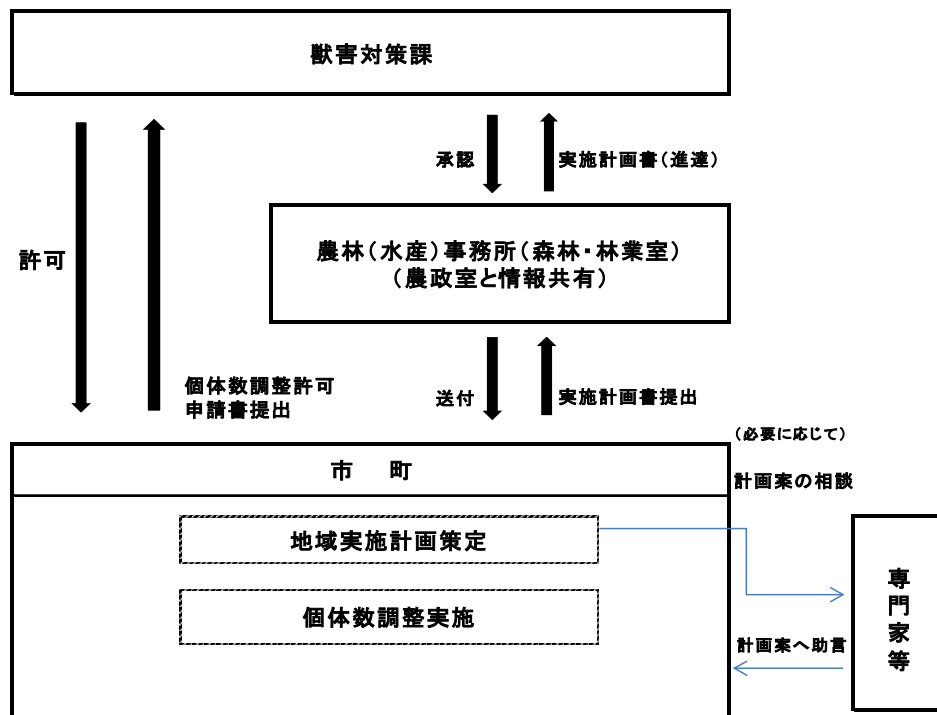 獣害対策課
承認
実施計画書(進達)
許可
農林(水産)事務所(森林・林業室)
(農政室と情報共有)
個体数調整許可
申請書提出
送付
実施計画書提出
(必要に応じて)
市 町
計画案の相談
地域実施計画策定
個体数調整実施
専門家等
計画案へ助言